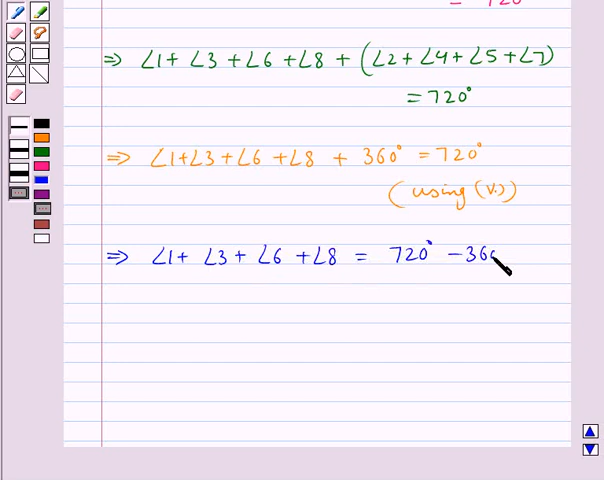 = 720
⇒ ∠1 + ∠3 + ∠6 + ∠8 + (∠2 + ∠4 + ∠5 + ∠7)
= 720°
⇒ ∠1 + ∠3 + ∠6 + ∠8 + 360° = 720°
(using (V.))
⇒ ∠1 + ∠3 + ∠6 + ∠8 = 720° - 36